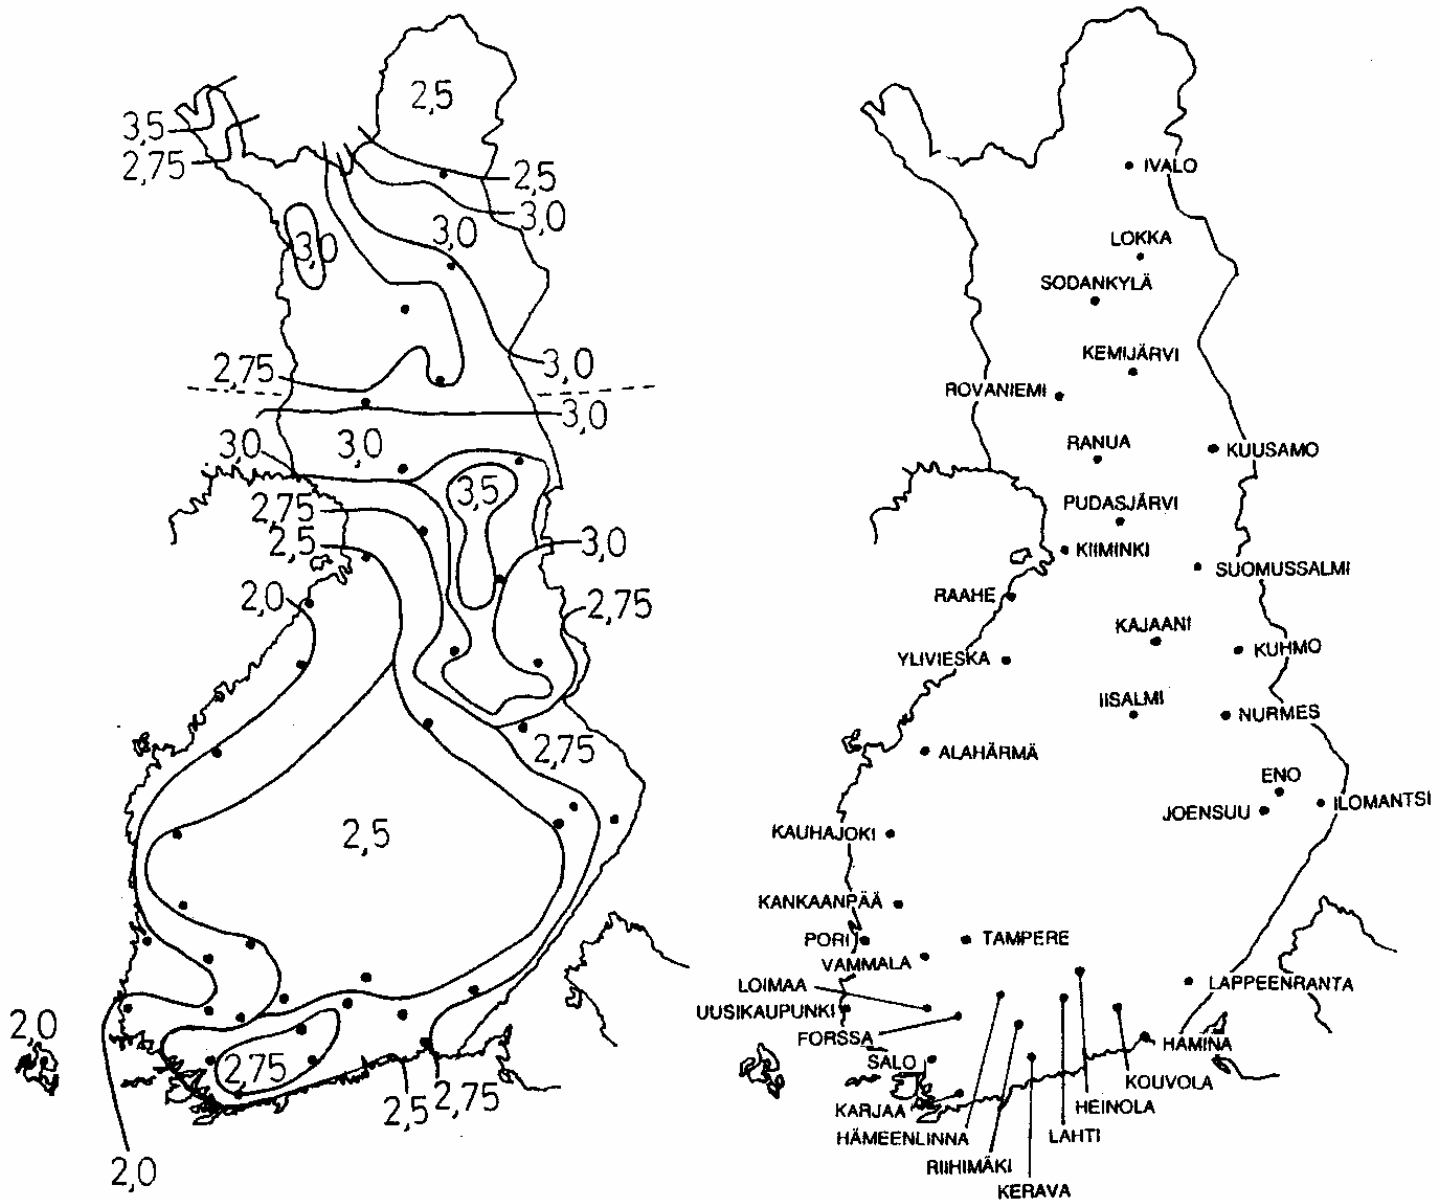 2,5
3,5
2,75
2,5
3,0
3,0
3,0
2,75
3,0
3,0
3,0
3,0
3,5
2,75
2,5
3,0
2,0
2,75
2,75
2,5
2,0
2,75
2,5
2,75
2,0
IVALO
LOKKA
SODANKYLÄ
KEMIJÄRVI
ROVANIEMI
RANUA
KUUSAMO
PUDASJÄRVI
KIIMINKI
SUOMUSSALMI
RAAHE
KAJAANI
KUHMO
YLIVIESKA
IISALMI
NURMES
ALAHÄRMÄ
ENO
ILOMANTSI
JOENSUU
KAUHAJOKI
KANKAANPÄÄ
PORI
TAMPERE
VAMMALA
LOIMAA
LAPPEENRANTA
UUSIKAUPUNKI
FORSSA
HAMINA
SALO
KOUVOLA
KARJAA
HEINOLA
HÄMEENLINNA
LAHTI
RIIHIMÄKI
KERAVA